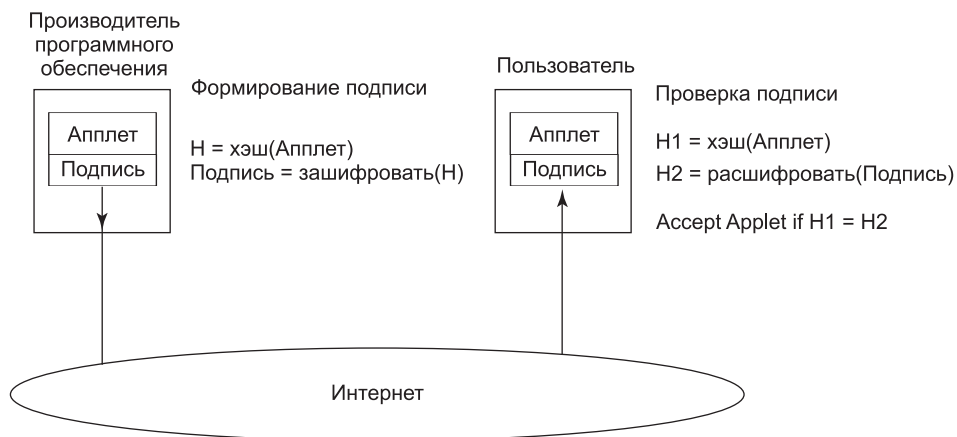 Производитель
программного
обеспечения
Формирование подписи
Апплет
Подпись
H = хэш(Апплет)
Подпись = зашифровать(H)
Пользователь
Проверка подписи
Апплет
Подпись
H1 = хэш(Апплет)
H2 = расшифровать(Подпись)
Accept Applet if H1 = H2
Интернет